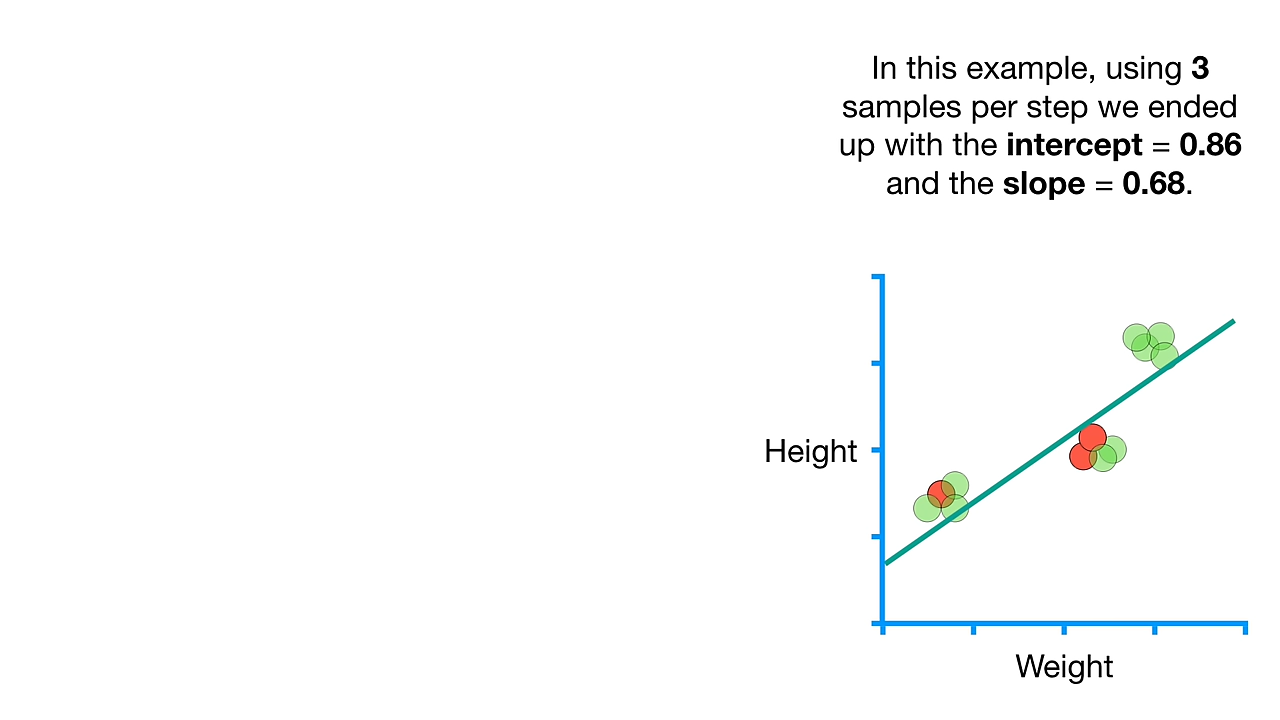 In this example, using 3
samples per step we ended
up with the intercept = 0.86
and the slope = 0.68.
Height
Weight